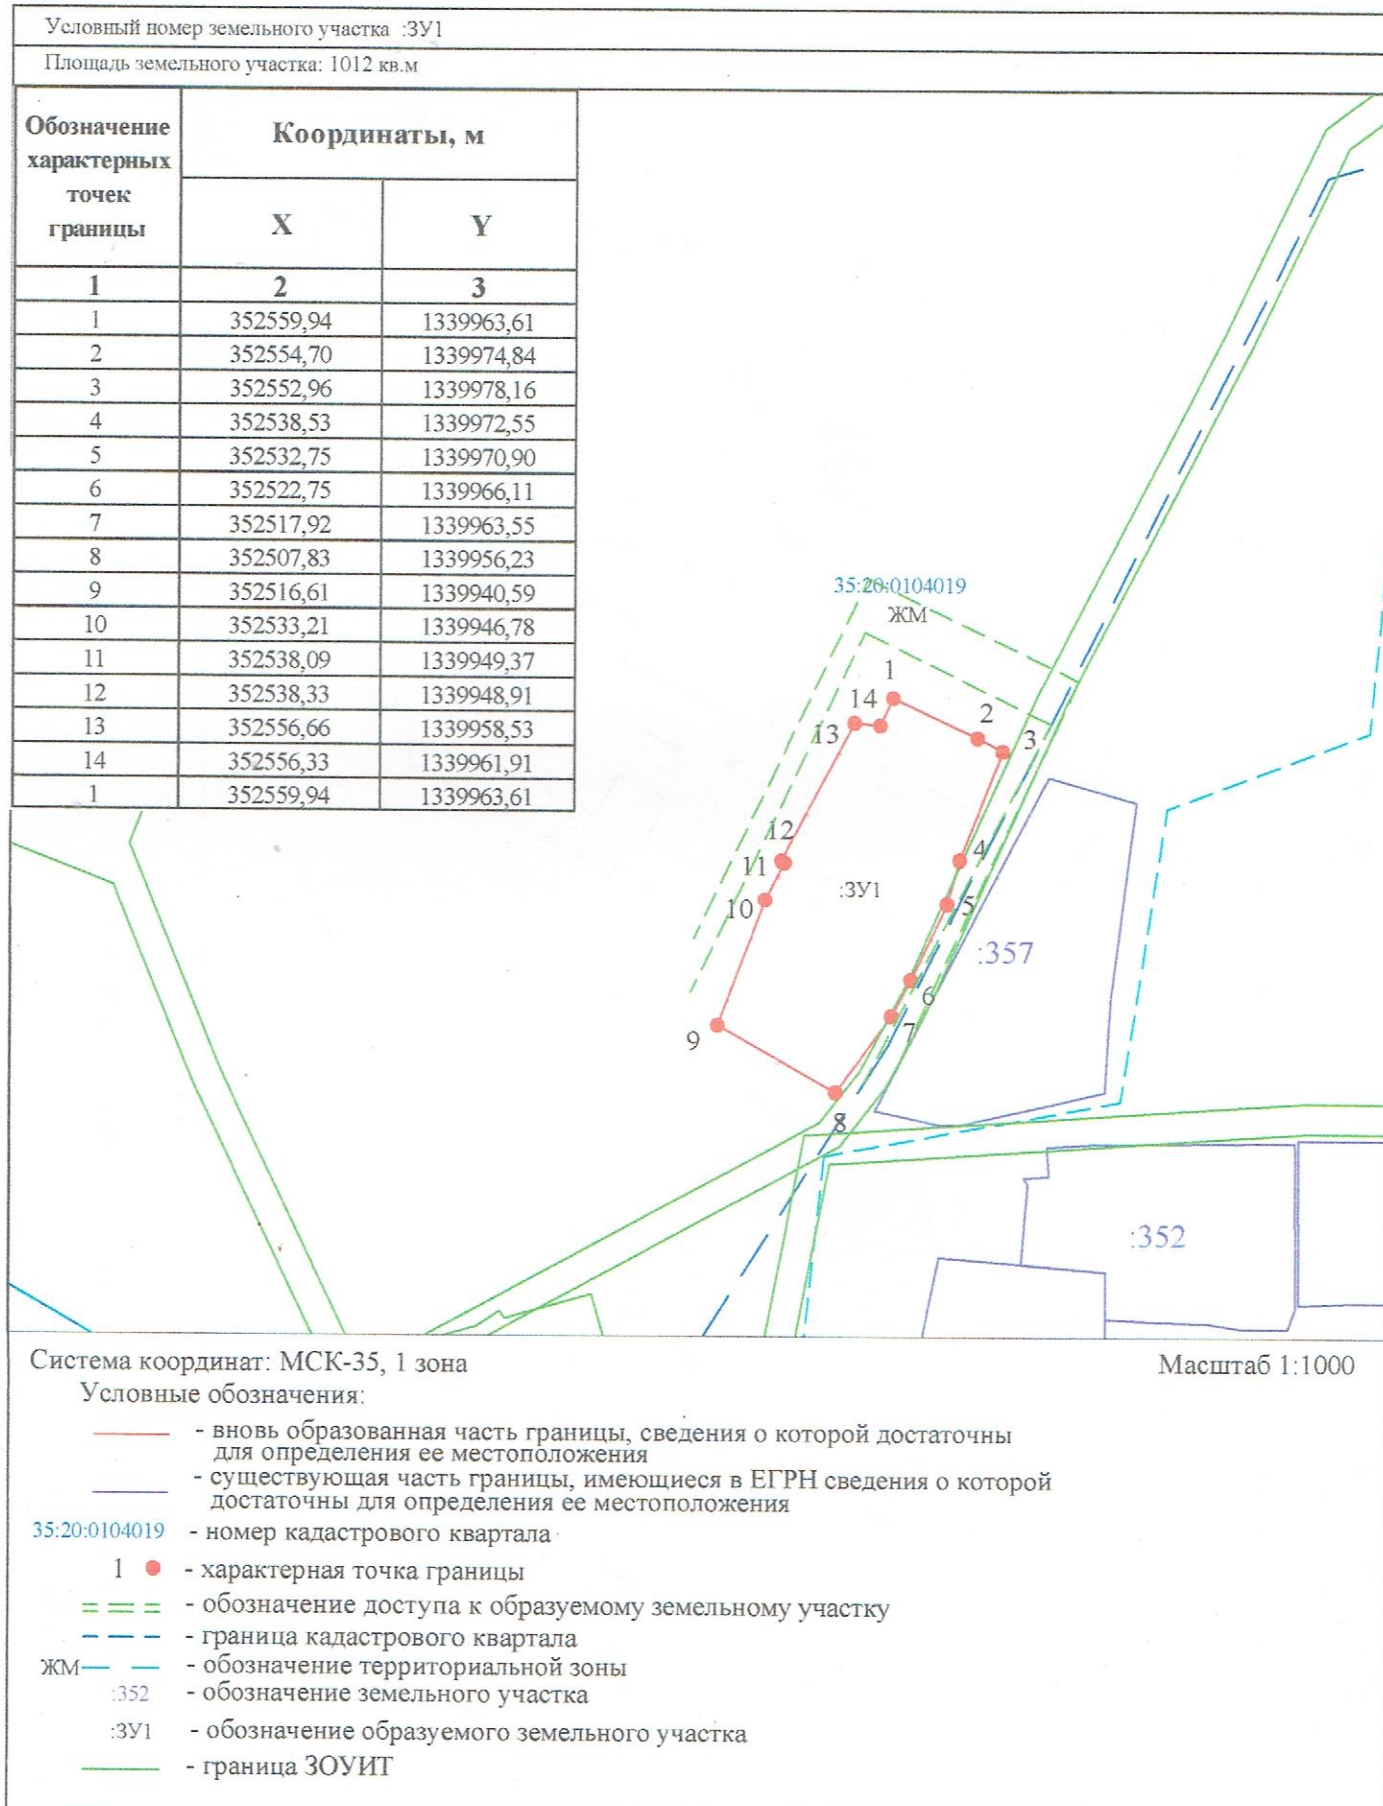 Условный номер земельного участка :ЗУ1
Площадь земельного участка: 1012 кв.м
Обозначение характерных точек границы
Координаты, м
X Y
1 2 3
1 352559,94 1339963,61
2 352554,70 1339974,84
3 352552,96 1339978,16
4 352538,53 1339972,55
5 352532,75 1339970,90
6 352522,75 1339966,11
7 352517,92 1339963,55
8 352507,83 1339956,23
9 352516,61 1339940,59
10 352533,21 1339946,78
11 352538,09 1339949,37
12 352538,33 1339948,91
13 352556,66 1339958,53
14 352556,33 1339961,91
1 352559,94 1339963,61
35:20:0104019
ЖМ
1
14
2
13
3
12
4
11
:ЗУ1
10
5
:357
6
9
7
8
:352
Система координат: МСК-35, 1 зона
Масштаб 1:1000
Условные обозначения:
- вновь образованная часть границы, сведения о которой достаточны
для определения ее местоположения
- существующая часть границы, имеющиеся в ЕГРН сведения о которой
достаточны для определения ее местоположения
35:20:0104019 - номер кадастрового квартала
1 - характерная точка границы
- обозначение доступа к образуемому земельному участку
- граница кадастрового квартала
ЖМ - обозначение территориальной зоны
:352 - обозначение земельного участка
:ЗУ1 - обозначение образуемого земельного участка
- граница ЗОУИТ